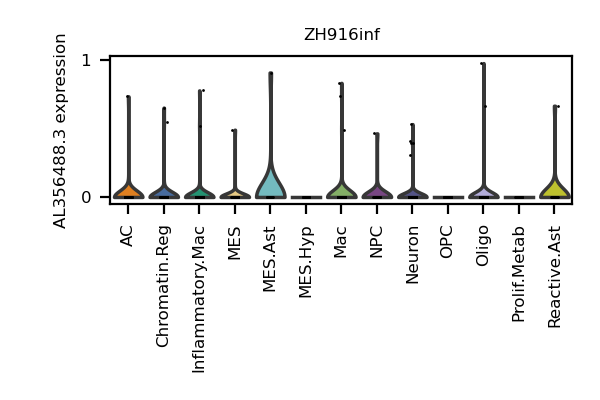 ZH916inf
AL356488.3 expression
1
0
AC
Chromatin.Reg
Inflammatory.Mac
MES
MES.Ast
MES.Hyp
Mac
NPC
Neuron
OPC
Oligo
Prolif.Metab
Reactive.Ast